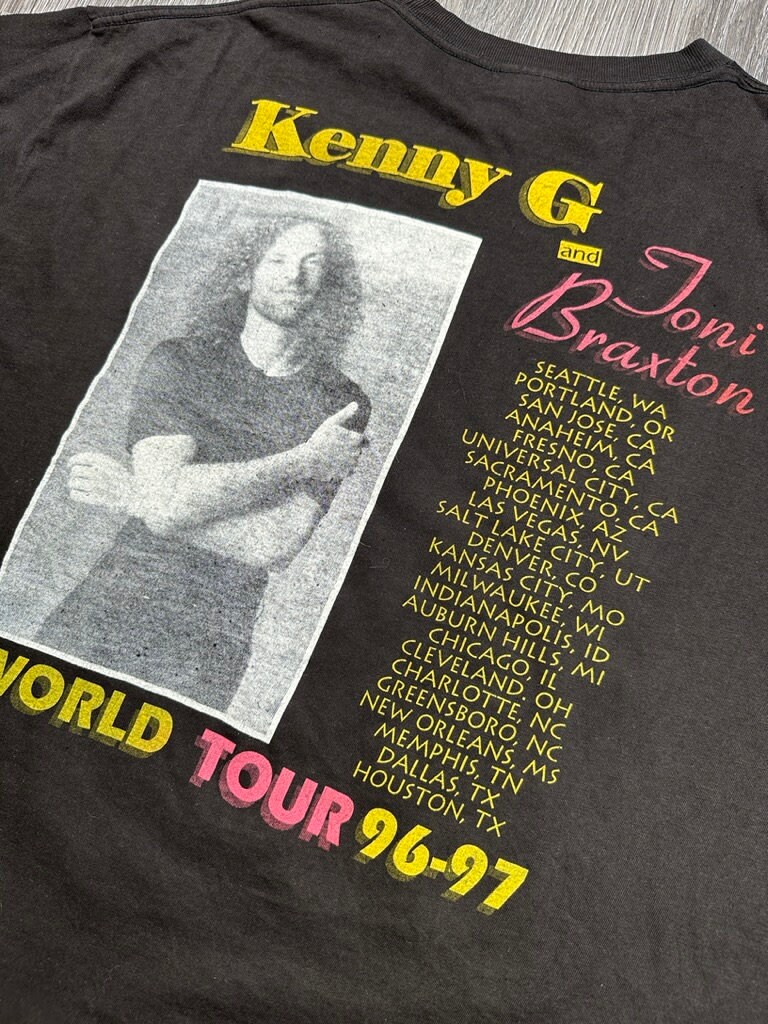 Kenny G
and
Toni
Braxton
SEATTLE, WA
PORTLAND, OR
SAN JOSE, CA
ANAHEIM, CA
FRESNO, CA
UNIVERSAL CITY, CA
SACRAMENTO, CA
PHOENIX, AZ
LAS VEGAS, NV
SALT LAKE CITY, UT
DENVER, CO
KANSAS CITY, MO
MILWAUKEE, WI
INDIANAPOLIS, ID
AUBURN HILLS, MI
CHICAGO, IL
CLEVELAND, OH
CHARLOTTE, NC
GREENSBORO, NC
NEW ORLEANS, MS
MEMPHIS, TN
DALLAS, TX
HOUSTON, TX
WORLD TOUR 96-97